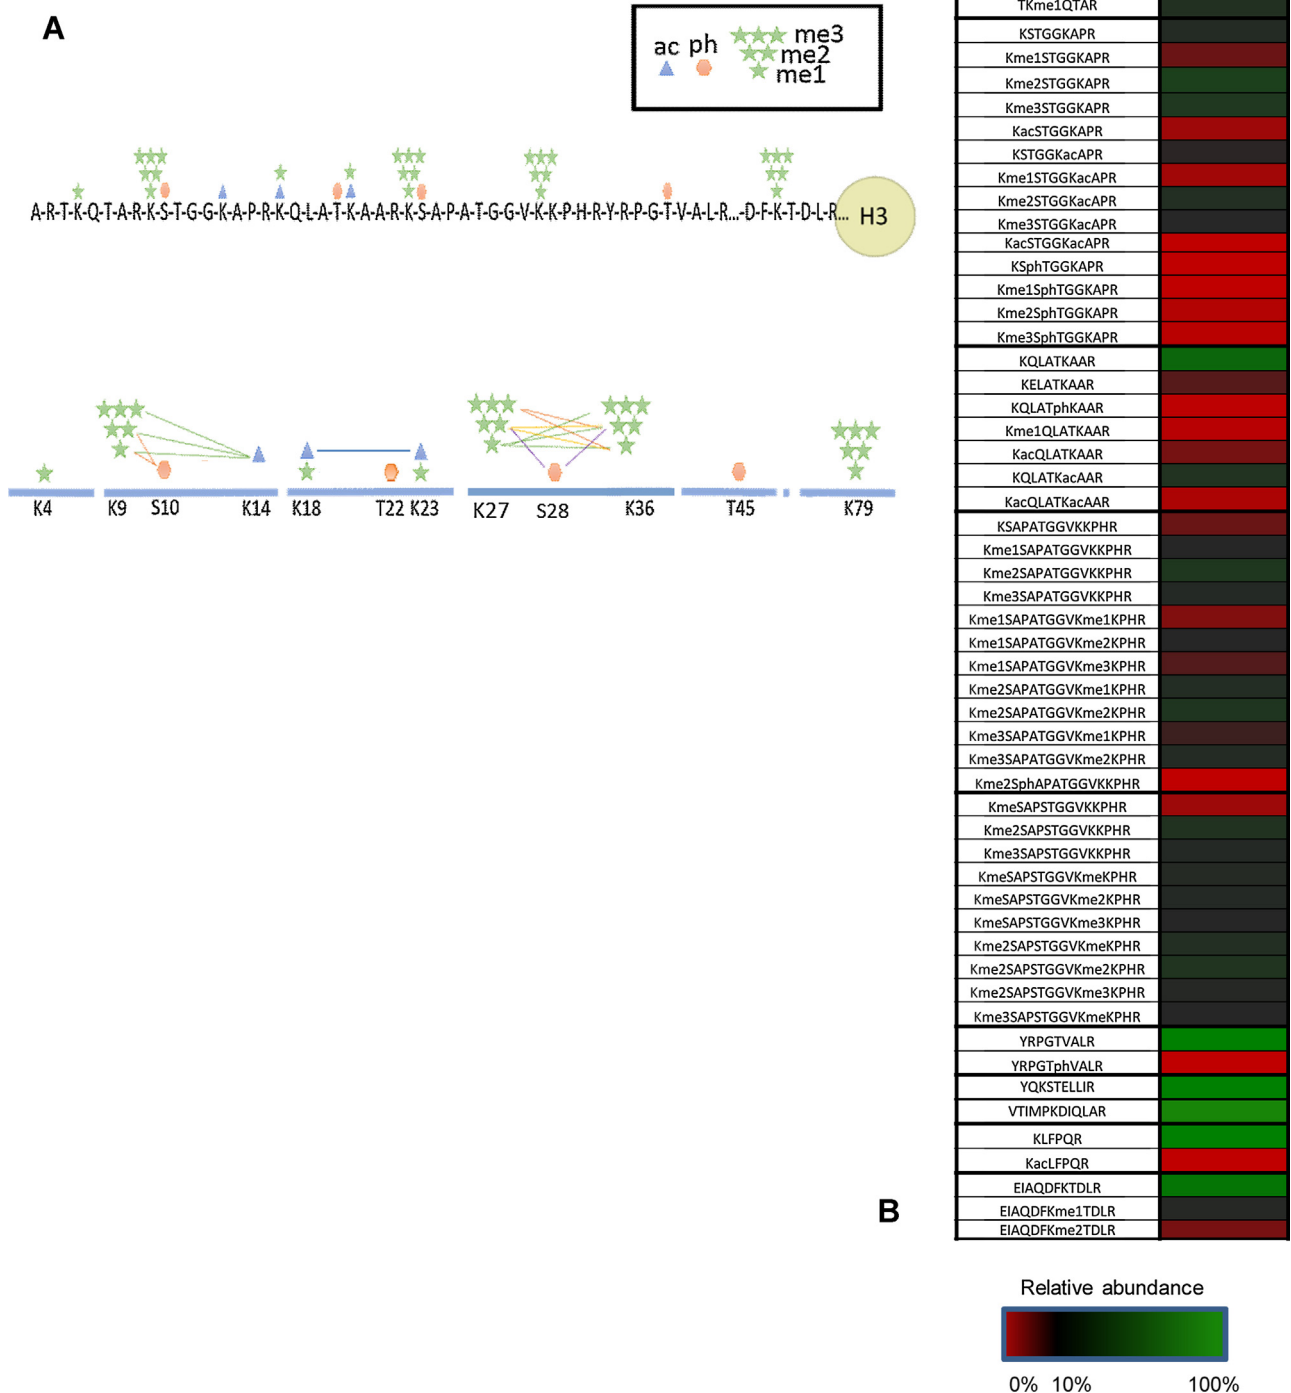 A
ac ph me3
me2
me1
A-R-T-K-Q-T-A-R-K-S-T-G-G-K-A-P-R-K-Q-L-A-T-K-A-A-R-K-S-A-P-A-T-G-G-V-K-K-P-H-R-Y-R-P-G-T-V-A-L-R...-D-F-K-T-D-L-R... H3
K4 K9 S10 K14 K18 T22 K23 K27 S28 K36 T45 K79
TKme1QTAR
KSTGGKAPR
Kme1STGGKAPR
Kme2STGGKAPR
Kme3STGGKAPR
KacSTGGKAPR
KSTGGKacAPR
Kme1STGGKacAPR
Kme2STGGKacAPR
Kme3STGGKacAPR
KacSTGGKacAPR
KSphTGGKAPR
Kme1SphTGGKAPR
Kme2SphTGGKAPR
Kme3SphTGGKAPR
KQLATKAAR
KELATKAAR
KQLATphKAAR
Kme1QLATKAAR
KacQLATKAAR
KQLATKacAAR
KacQLATKacAAR
KSAPATGGVKKPHR
Kme1SAPATGGVKKPHR
Kme2SAPATGGVKKPHR
Kme3SAPATGGVKKPHR
Kme1SAPATGGVKme1KPHR
Kme1SAPATGGVKme2KPHR
Kme1SAPATGGVKme3KPHR
Kme2SAPATGGVKme1KPHR
Kme2SAPATGGVKme2KPHR
Kme3SAPATGGVKme1KPHR
Kme3SAPATGGVKme2KPHR
Kme2SphAPATGGVKKPHR
KmeSAPSTGGVKKPHR
Kme2SAPSTGGVKKPHR
Kme3SAPSTGGVKKPHR
KmeSAPSTGGVKmeKPHR
KmeSAPSTGGVKme2KPHR
KmeSAPSTGGVKme3KPHR
Kme2SAPSTGGVKmeKPHR
Kme2SAPSTGGVKme2KPHR
Kme2SAPSTGGVKme3KPHR
Kme3SAPSTGGVKmeKPHR
YRPGTVALR
YRPGTphVALR
YQKSTELLIR
VTIMPKDIQLAR
KLFPQR
KacLFPQR
EIAQDFKTDLR
EIAQDFKme1TDLR
EIAQDFKme2TDLR
B
Relative abundance
0% 10% 100%